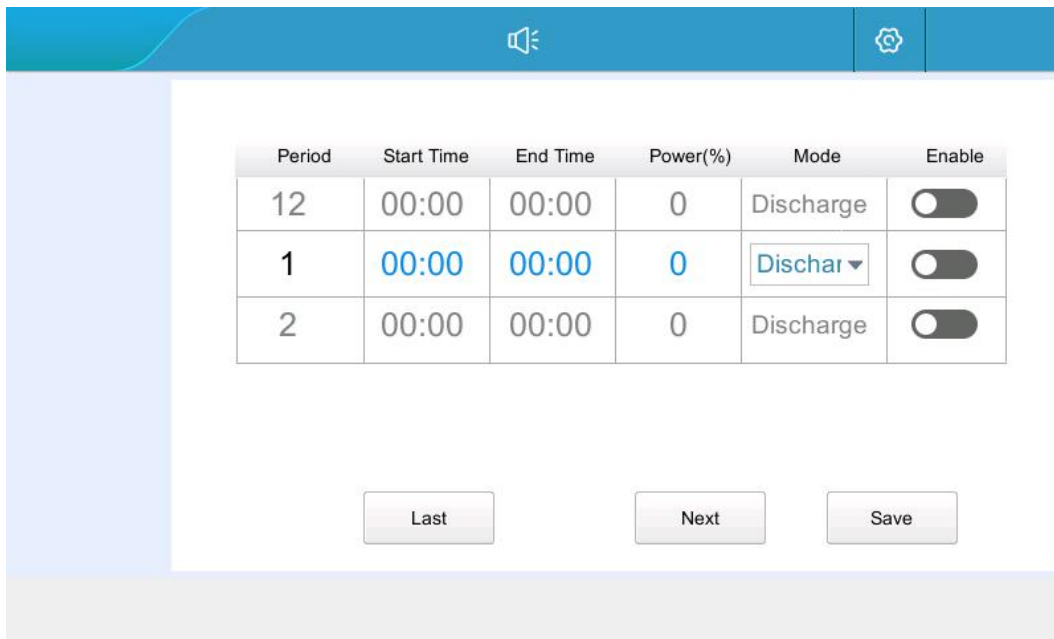 Period Start Time End Time Power(%) Mode Enable
12 00:00 00:00 0 Discharge
1 00:00 00:00 0 Dischar
2 00:00 00:00 0 Discharge
Last Next Save